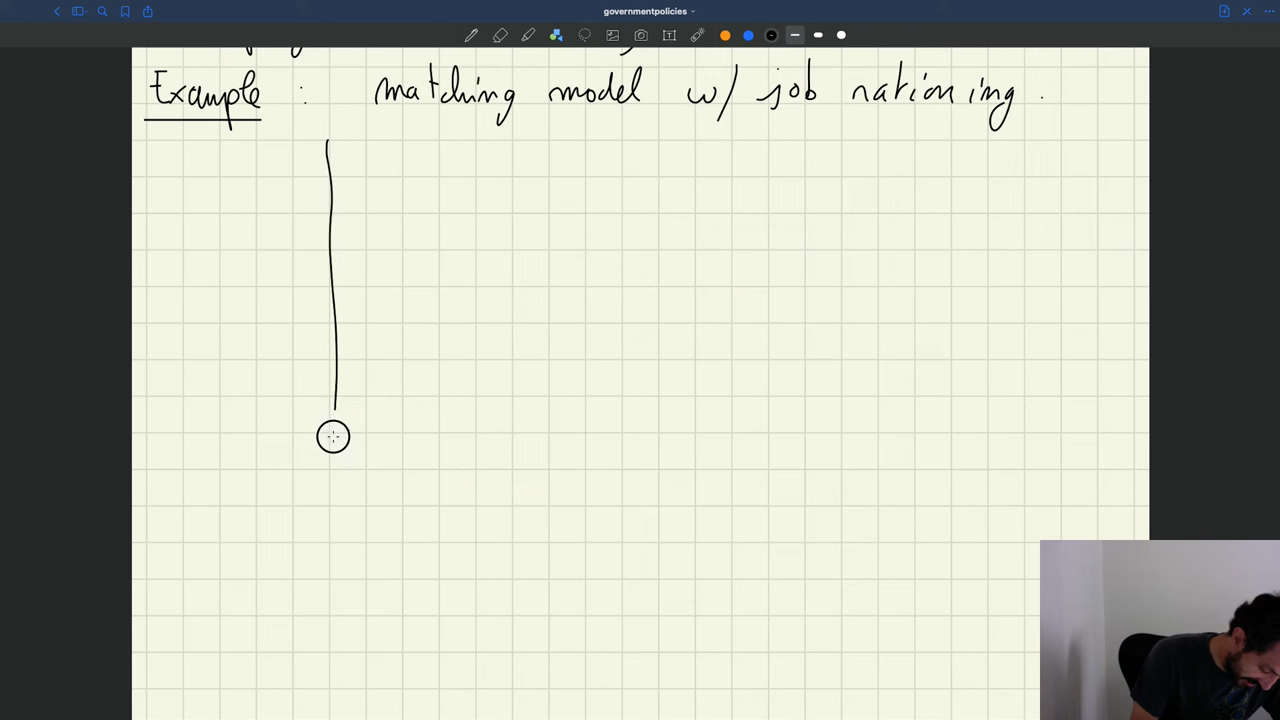 governmentpolicies
Example : matching model w/ job rationing .